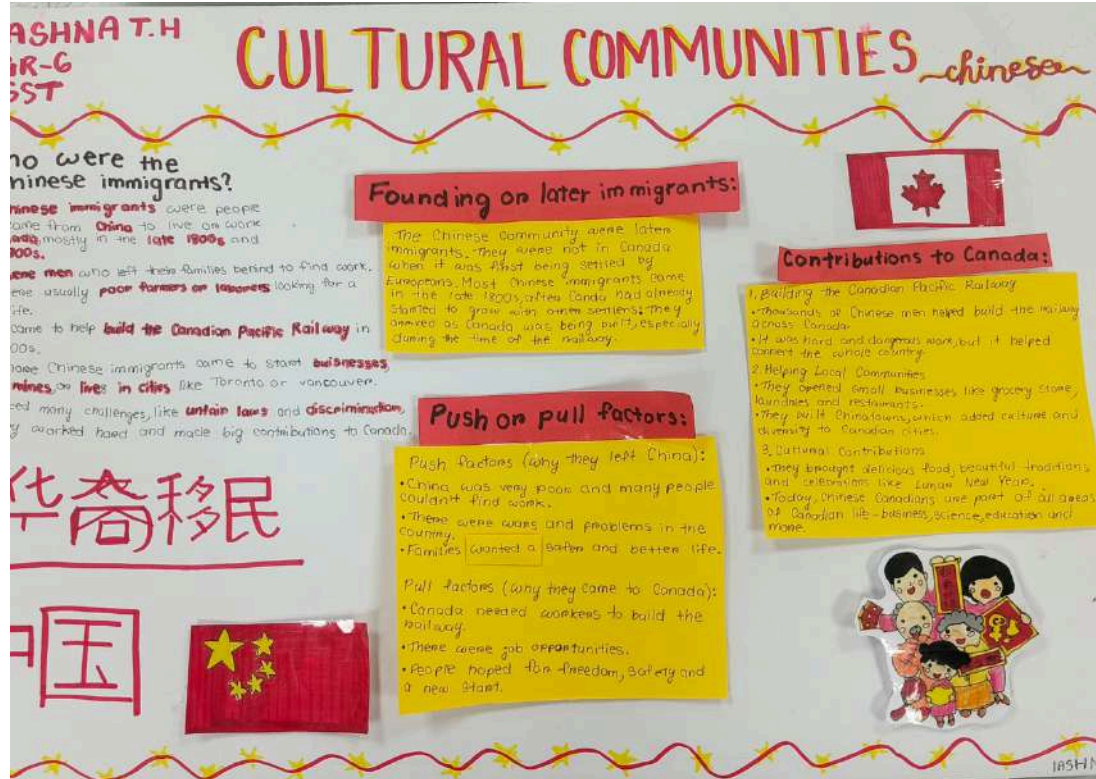 IASHNA T.H
GR-6
SST
CULTURAL COMMUNITIES
~chinese~
who were the
chinese immigrants?
chinese immigrants were people
came from China to live or work
mostly in the late 1800s and
were men who left their families behind to find work.
were usually poor farmers or laborers looking for a
came to help build the Canadian Pacific Railway in
some Chinese immigrants came to start buisnesses,
mines, or lives in cities like Toronto or vancouver.
many challenges, like unfair laws and discrimination,
worked hard and made big contributions to Canada.
华裔移民
中国
Founding or later immigrants:
The Chinese Community were later
immigrants. They were not in Canada
when it was first being settled by
Europeans. Most Chinese immigrants came
in the late 1800s, after Canda had already
started to grow with other settlers. They
arrived as Canada was being built, especially
during the time of the railway.
Push or pull factors:
Push factors (why they left China):
•China was very poor and many people
couldn't find work.
•There were wars and problems in the
country.
•Families wanted a safer and better life.
Pull factors (why they came to Canada):
•Canada needed workers to build the
railway.
•There were job opportunities.
•People hoped for freedom, safety and
a new start.
Contributions to Canada:
1. Building the Canadian Pacific Railway
•Thousands of Chinese men helped build the railway
across Canada.
•It was hard and dangerous work, but it helped
connect the whole country.
2. Helping Local Communities
•They opened small businesses like grocery store,
laundries and restaurants.
•They built Chinatowns, which added culture and
diversity to Canadian cities.
3. Cultural Contributions
•They brought delicious food, beautiful traditions
and celebrations like Lunar New Year.
•Today, Chinese Canadians are part of all areas
of Canadian life - business, science, education and
more.
IASHN